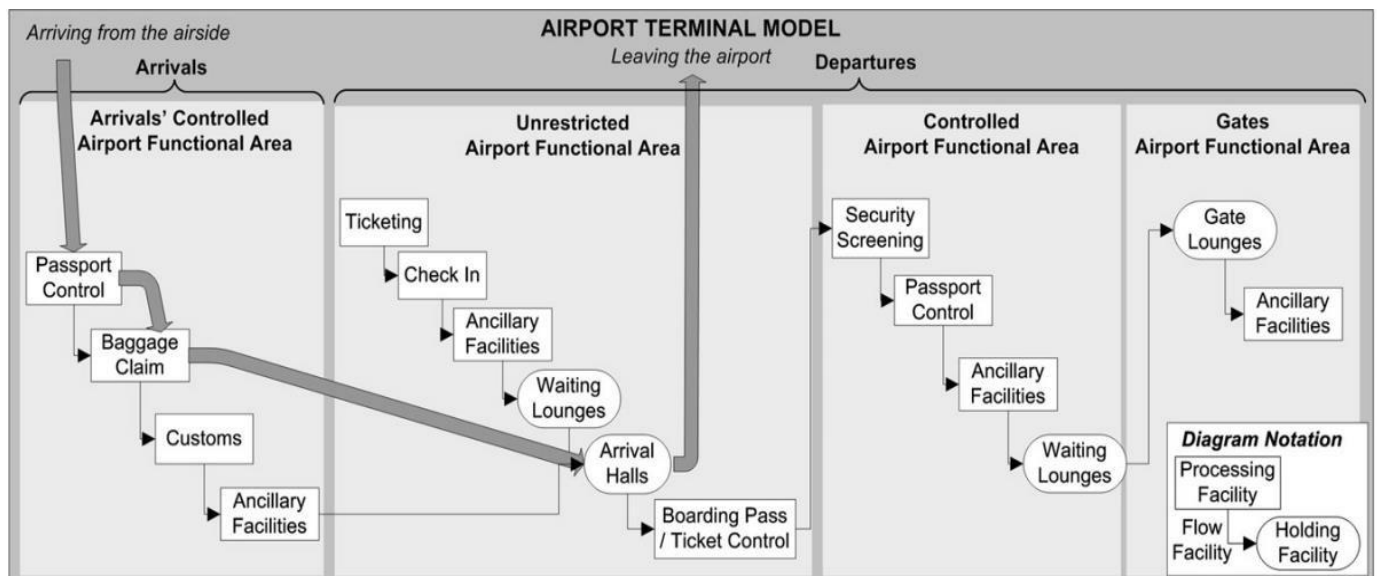 AIRPORT TERMINAL MODEL
Arriving from the airside
Leaving the airport
Arrivals
Departures
Arrivals' Controlled
Airport Functional Area
Unrestricted
Airport Functional Area
Controlled
Airport Functional Area
Gates
Airport Functional Area
Passport
Control
Baggage
Claim
Customs
Ancillary
Facilities
Ticketing
Check In
Ancillary
Facilities
Waiting
Lounges
Arrival
Halls
Boarding Pass
/ Ticket Control
Security
Screening
Passport
Control
Ancillary
Facilities
Waiting
Lounges
Gate
Lounges
Ancillary
Facilities
Diagram Notation
Processing
Facility
Flow
Facility
Holding
Facility